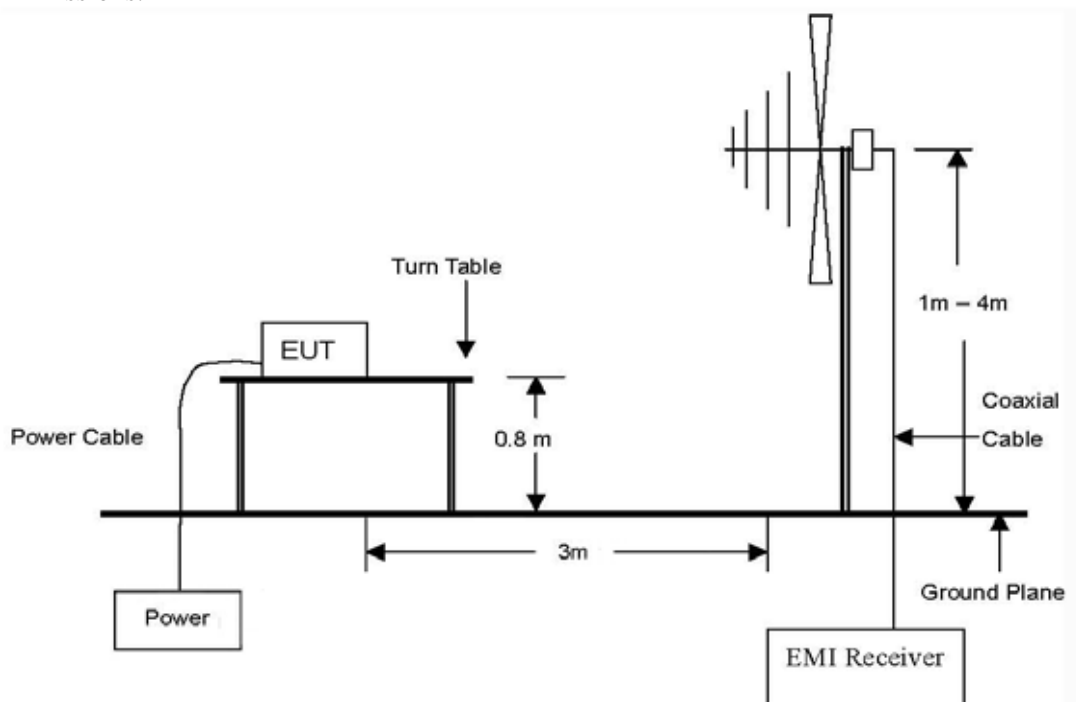 Turn Table
EUT
1m – 4m
Coaxial
Cable
Power Cable
0.8 m
3m
Ground Plane
Power
EMI Receiver